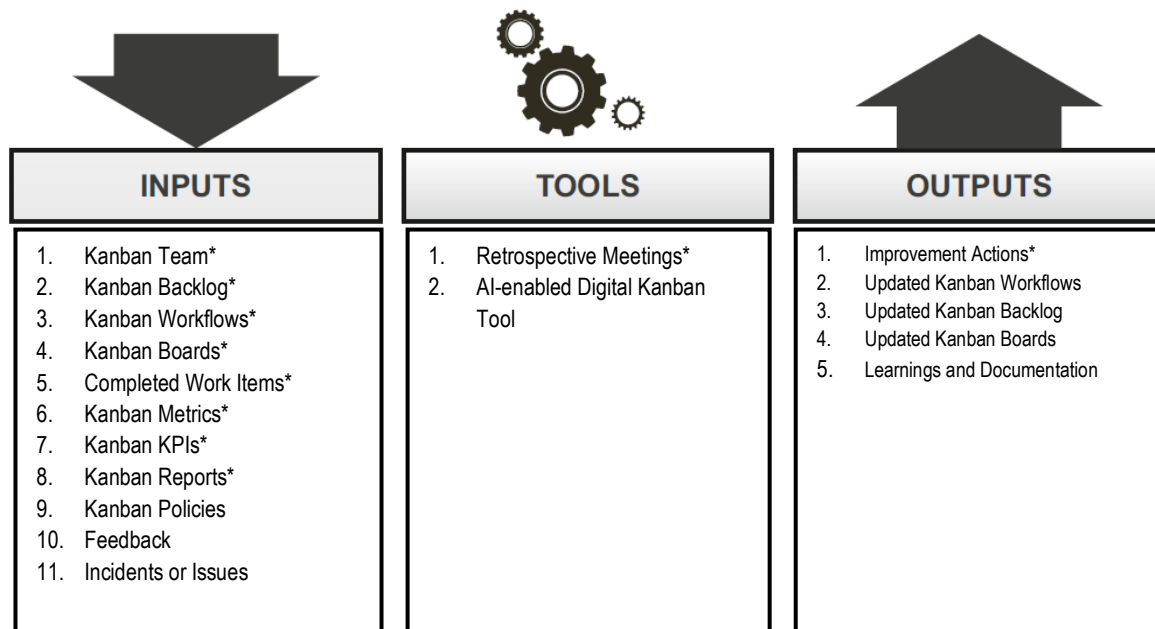 INPUTS
1. Kanban Team*
2. Kanban Backlog*
3. Kanban Workflows*
4. Kanban Boards*
5. Completed Work Items*
6. Kanban Metrics*
7. Kanban KPIs*
8. Kanban Reports*
9. Kanban Policies
10. Feedback
11. Incidents or Issues
TOOLS
1. Retrospective Meetings*
2. AI-enabled Digital Kanban
Tool
OUTPUTS
1. Improvement Actions*
2. Updated Kanban Workflows
3. Updated Kanban Backlog
4. Updated Kanban Boards
5. Learnings and Documentation